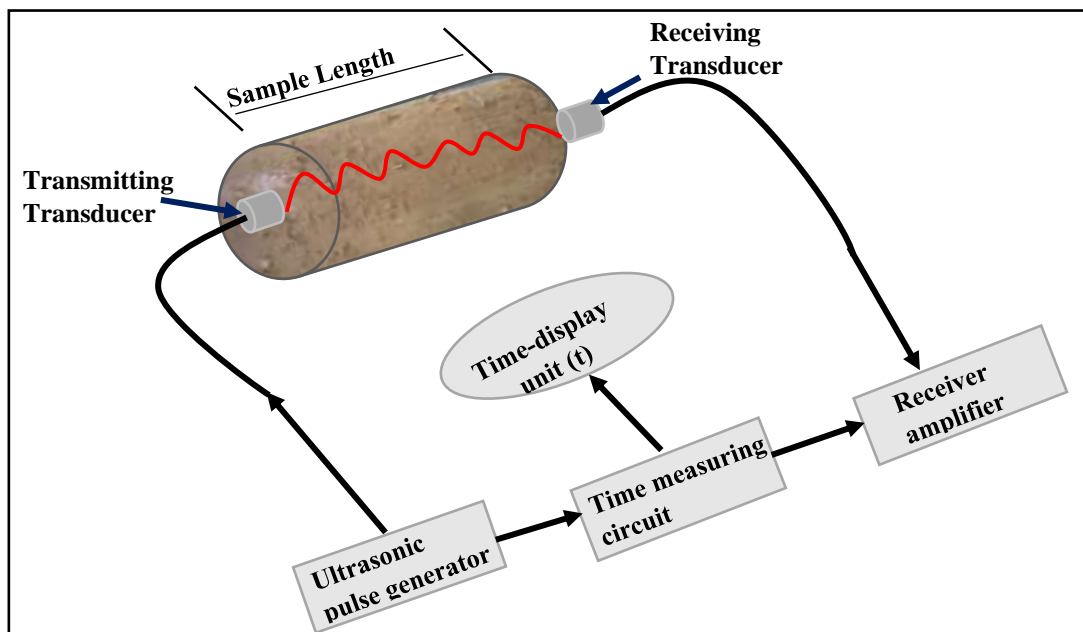 Receiving
Transducer
Sample Length
Transmitting
Transducer
Time-display
unit (t)
Receiver
amplifier
Time measuring
circuit
Ultrasonic
pulse generator